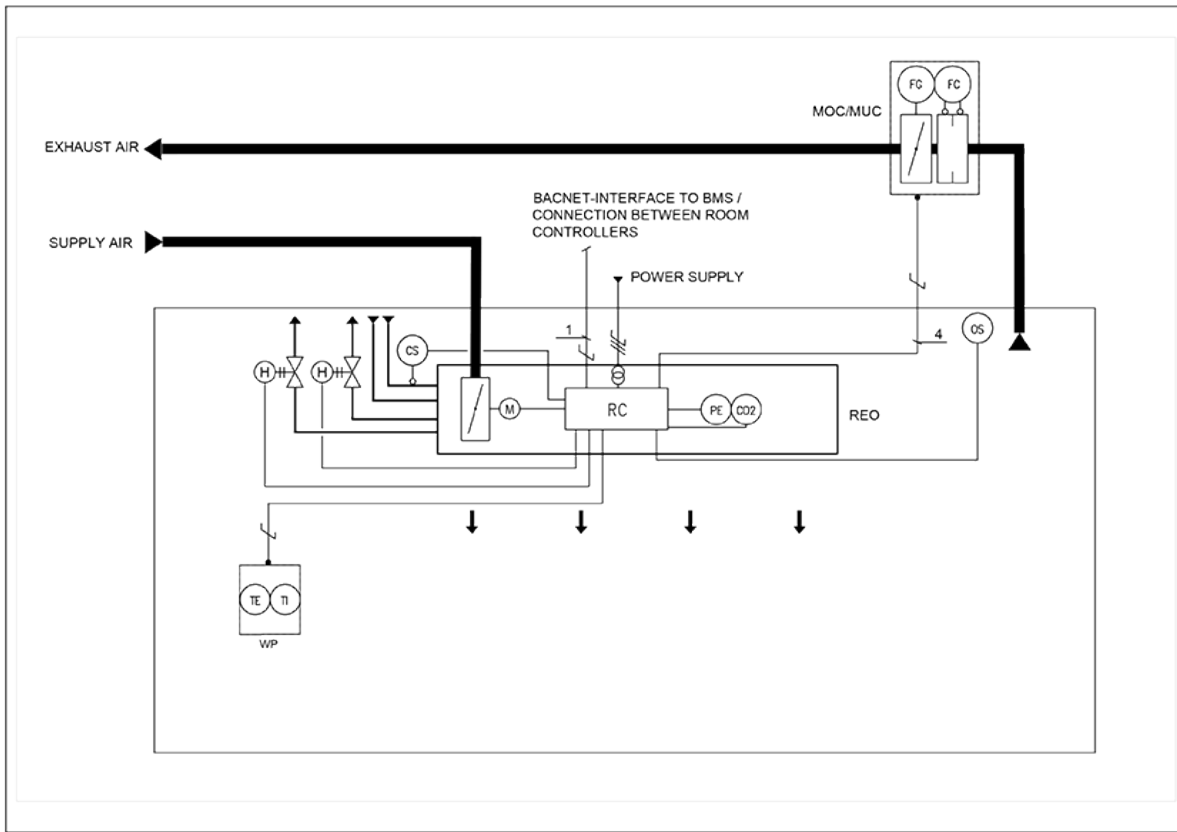 FG FC
MOC/MUC
EXHAUST AIR
BACNET-INTERFACE TO BMS /
CONNECTION BETWEEN ROOM
CONTROLLERS
SUPPLY AIR
POWER SUPPLY
1
4
OS
CS
H
H
M
RC
PE CO2
REO
TE TI
WP